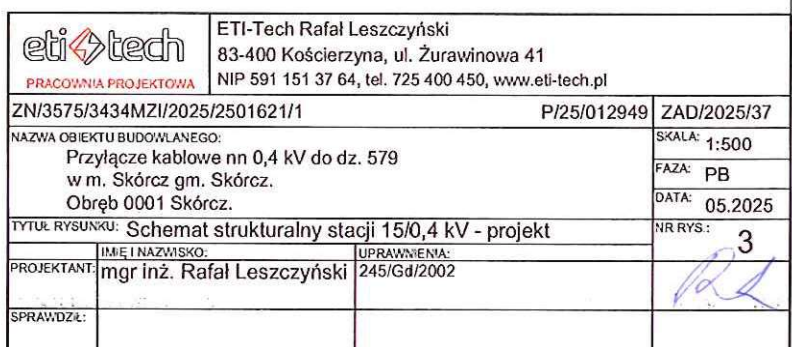 eti tech
PRACOWNIA PROJEKTOWA
ETI-Tech Rafał Leszczyński
83-400 Kościerzyna, ul. Żurawinowa 41
NIP 591 151 37 64, tel. 725 400 450, www.eti-tech.pl
ZN/3575/3434MZI/2025/2501621/1 P/25/012949 ZAD/2025/37
NAZWA OBIEKTU BUDOWLANEGO:
Przyłącze kablowe nn 0,4 kV do dz. 579
w m. Skórcz gm. Skórcz.
Obręb 0001 Skórcz.
SKALA: 1:500
FAZA: PB
DATA: 05.2025
TYTUŁ RYSUNKU: Schemat strukturalny stacji 15/0,4 kV - projekt
NR RYS.: 3
IMIĘ I NAZWISKO: UPRAWNIENIA:
PROJEKTANT: mgr inż. Rafał Leszczyński 245/Gd/2002
SPRAWDZIŁ: